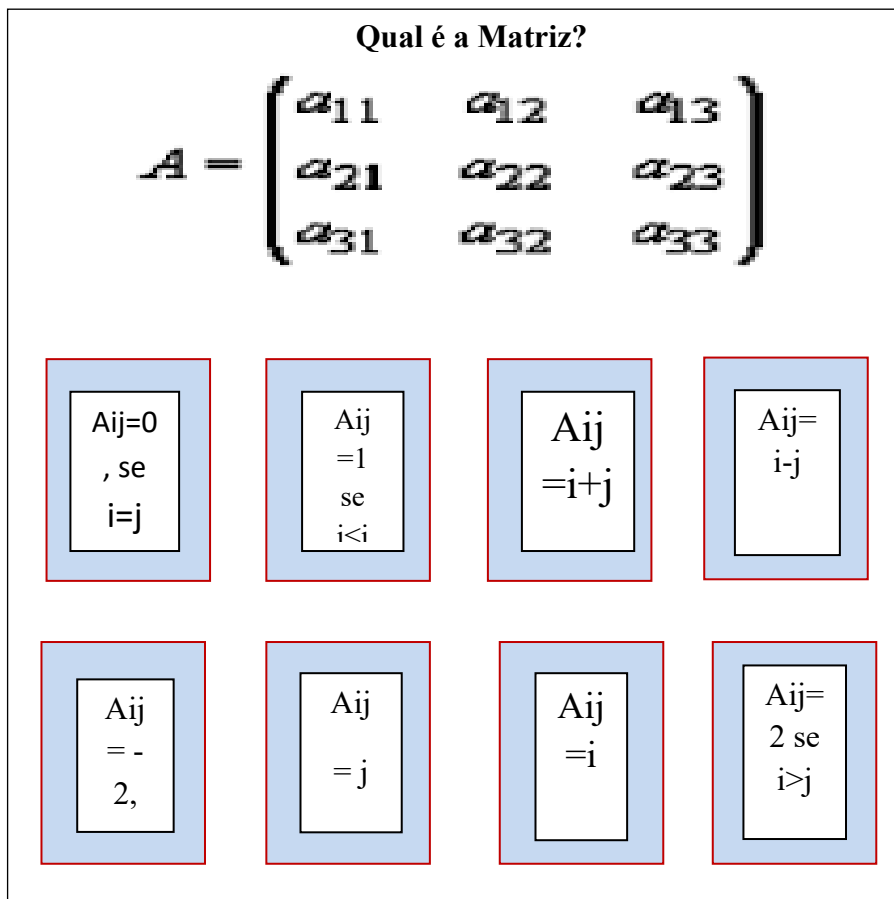 Qual é a Matriz?
a11 a12 a13
A = a21 a22 a23
a31 a32 a33
Aij=0
, se
i=j
Aij
=1
se
i<j
Aij
=i+j
Aij=
i-j
Aij
= -
2,
Aij
= j
Aij
=i
Aij=
2 se
i>j